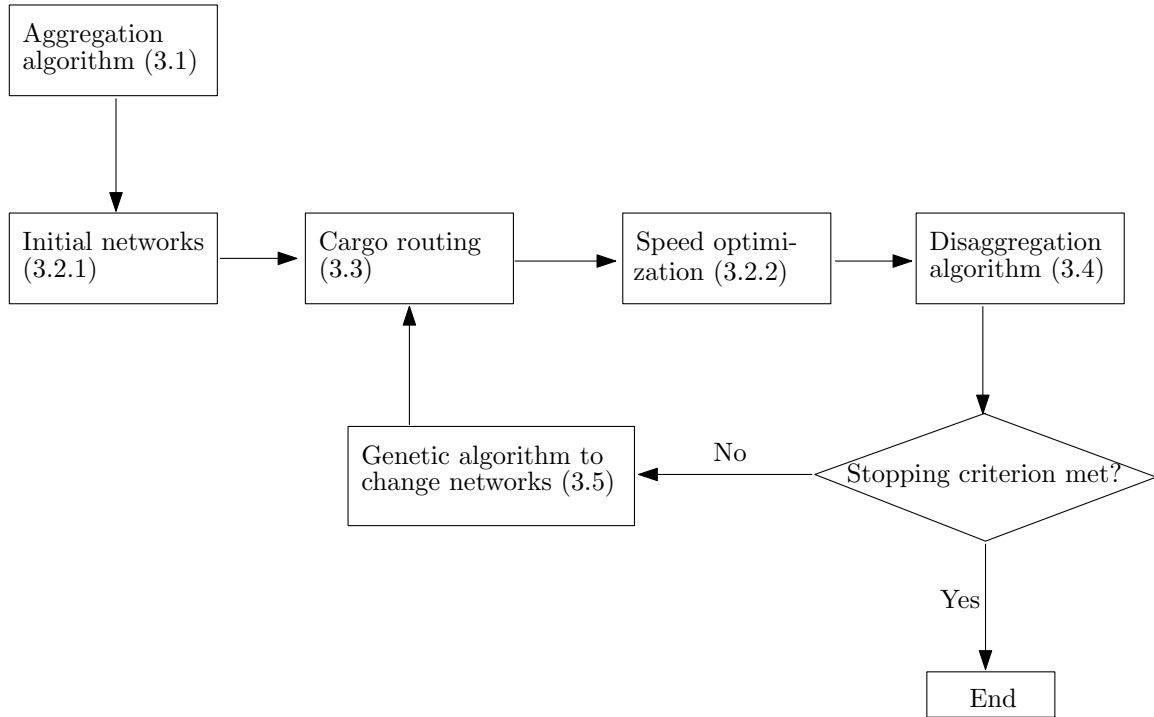 Aggregation
algorithm (3.1)
Initial networks
(3.2.1)
Cargo routing
(3.3)
Speed optimi-
zation (3.2.2)
Disaggregation
algorithm (3.4)
Genetic algorithm to
change networks (3.5)
No
Stopping criterion met?
Yes
End